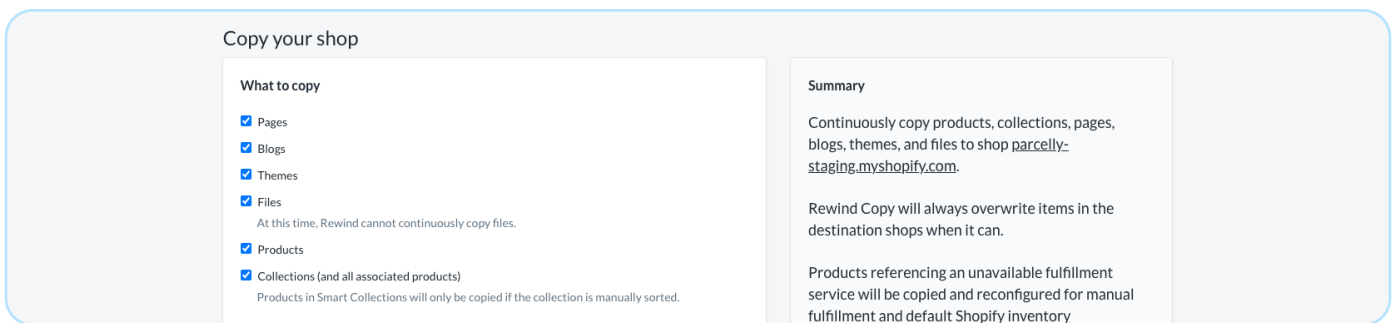 Copy your shop
What to copy
Pages
Blogs
Themes
Files
At this time, Rewind cannot continuously copy files.
Products
Collections (and all associated products)
Products in Smart Collections will only be copied if the collection is manually sorted.
Summary
Continuously copy products, collections, pages,
blogs, themes, and files to shop parcelly-
staging.myshopify.com.
Rewind Copy will always overwrite items in the
destination shops when it can.
Products referencing an unavailable fulfillment
service will be copied and reconfigured for manual
fulfillment and default Shopify inventory